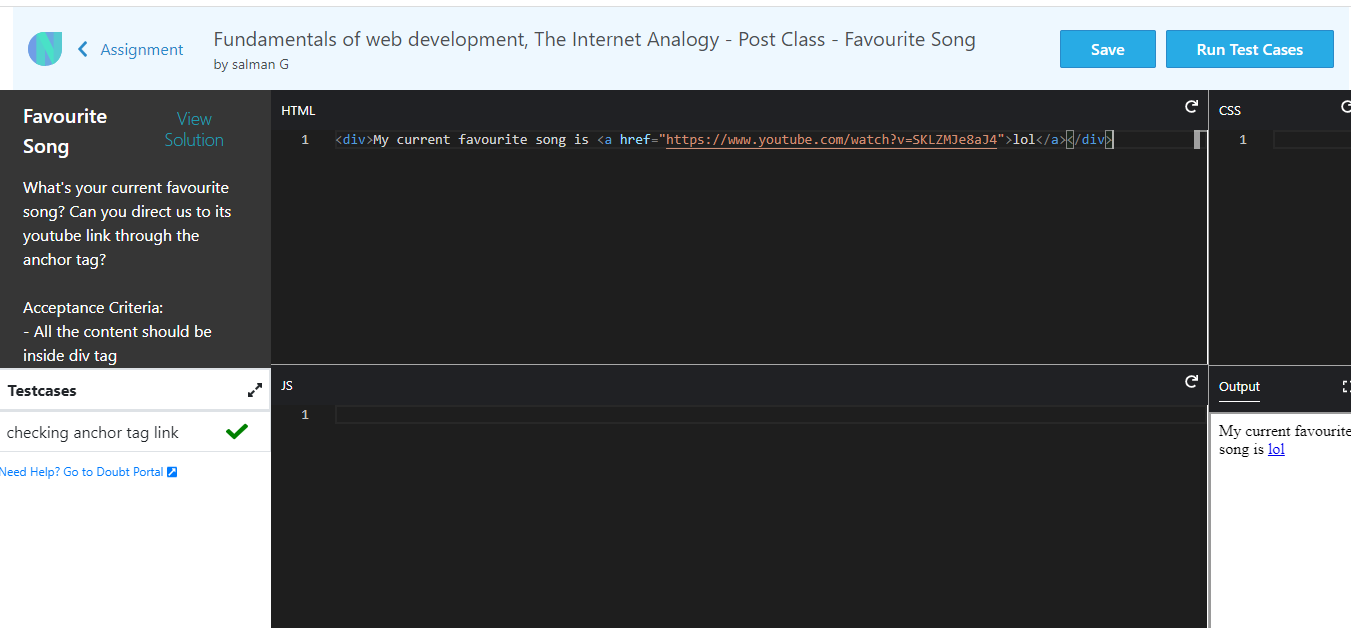 Assignment
Fundamentals of web development, The Internet Analogy - Post Class - Favourite Song
by salman G
Save
Run Test Cases
Favourite
Song
View
Solution
What's your current favourite
song? Can you direct us to its
youtube link through the
anchor tag?
Acceptance Criteria:
- All the content should be
inside div tag
Testcases
checking anchor tag link
Need Help? Go to Doubt Portal
HTML
1
<div>My current favourite song is <a href="https://www.youtube.com/watch?v=SKLZMJe8aJ4">lol</a></div>
JS
1
CSS
1
Output
My current favourite
song is lol